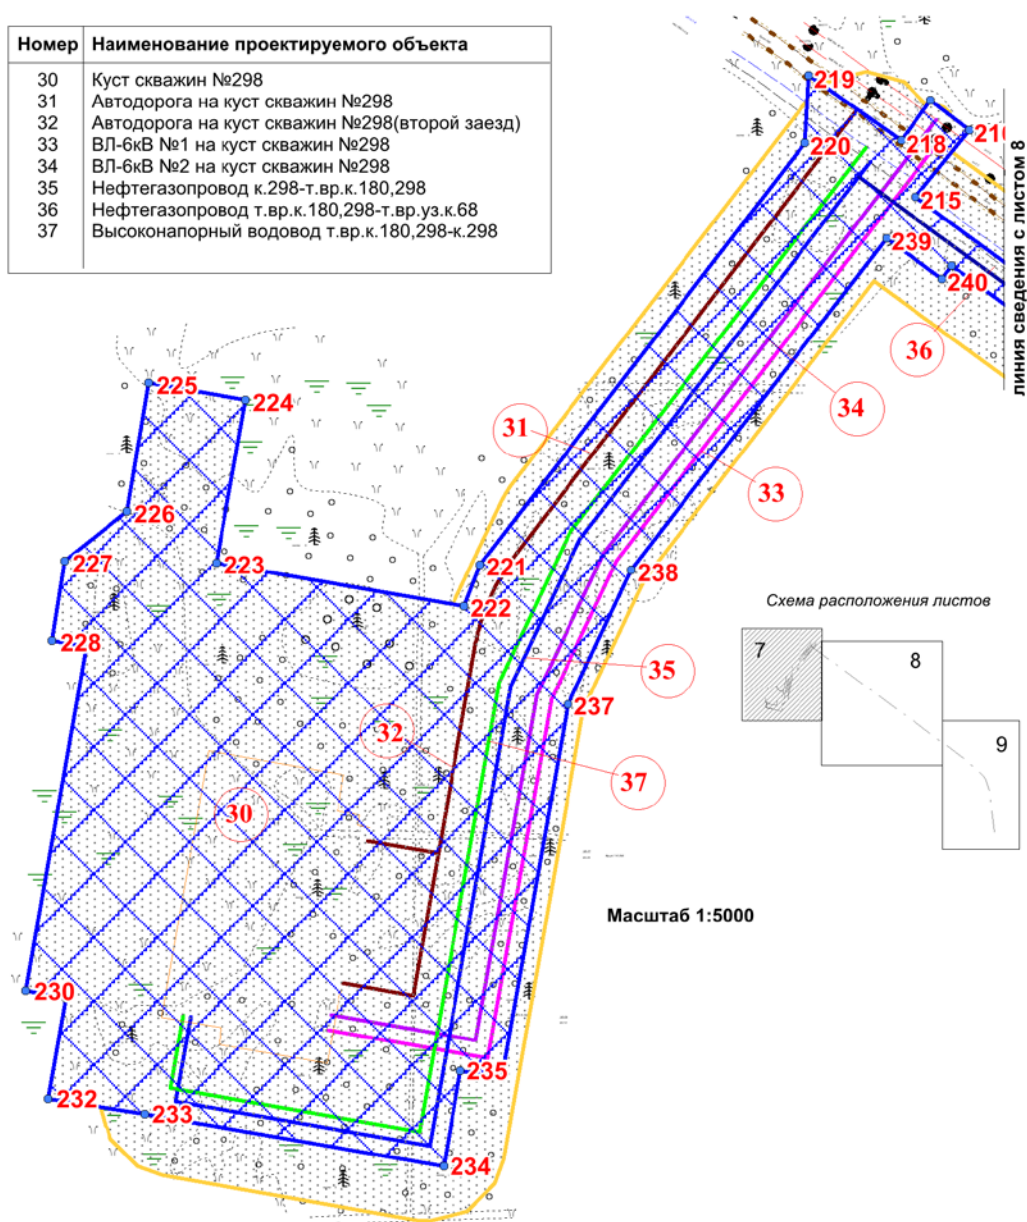 Номер Наименование проектируемого объекта
30 Куст скважин №298
31 Автодорога на куст скважин №298
32 Автодорога на куст скважин №298(второй заезд)
33 ВЛ-6кВ №1 на куст скважин №298
34 ВЛ-6кВ №2 на куст скважин №298
35 Нефтегазопровод к.298-т.вр.к.180,298
36 Нефтегазопровод т.вр.к.180,298-т.вр.уз.к.68
37 Высоконапорный водовод т.вр.к.180,298-к.298
219
218
220
215
239
240
линия сведения с листом 8
36
34
31
33
225
224
226
227
223
221
222
228
238
35
237
32
37
30
Схема расположения листов
7
8
9
Масштаб 1:5000
230
235
232
233
234